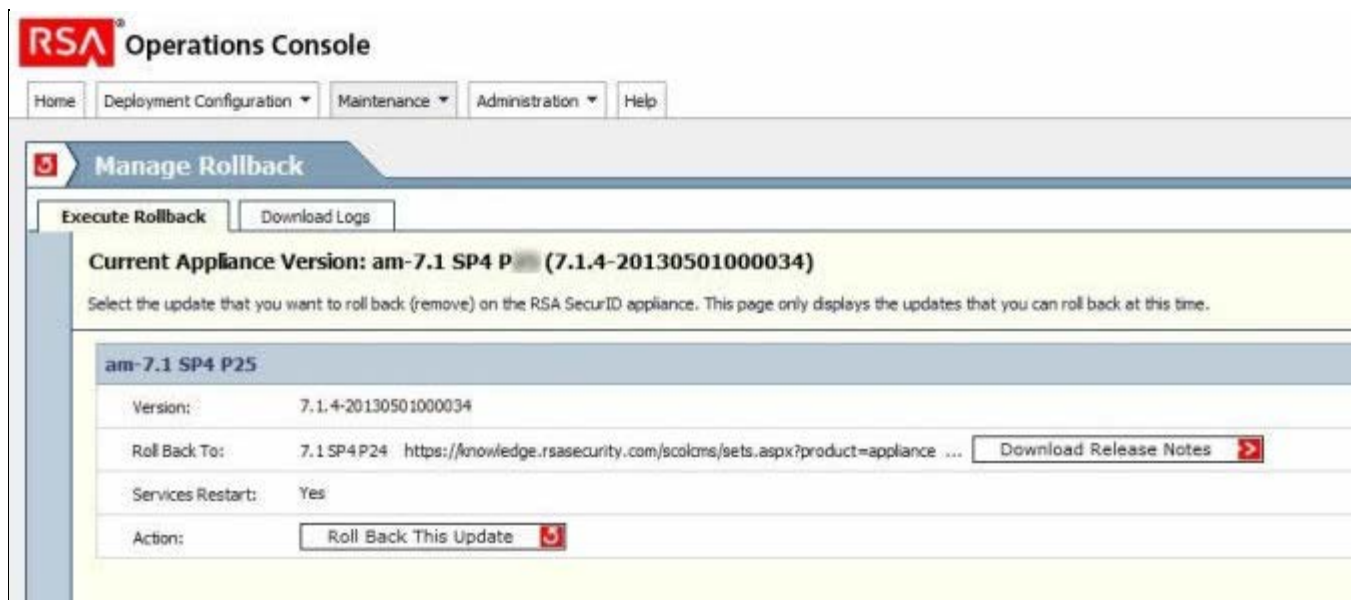 RSA® Operations Console
Home Deployment Configuration Maintenance Administration Help
Manage Rollback
Execute Rollback Download Logs
Current Appliance Version: am-7.1 SP4 (7.1.4-20130501000034)
Select the update that you want to roll back (remove) on the RSA SecurID appliance. This page only displays the updates that you can roll back at this time.
am-7.1 SP4 P25
Version: 7.1.4-20130501000034
Roll Back To: 7.1 SP4 P24 https://knowledge.rsasecurity.com/scolcms/sets.aspx?product=appliance ... Download Release Notes
Services Restart: Yes
Action: Roll Back This Update